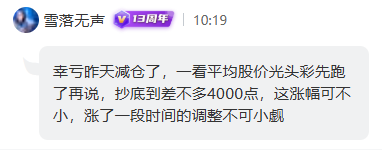 雪落无声 V 13周年 10:19
幸亏昨天减仓了，一看平均股价光头彩先跑
了再说，抄底到差不多4000点，这涨幅可不
小，涨了一段时间的调整不可小觑